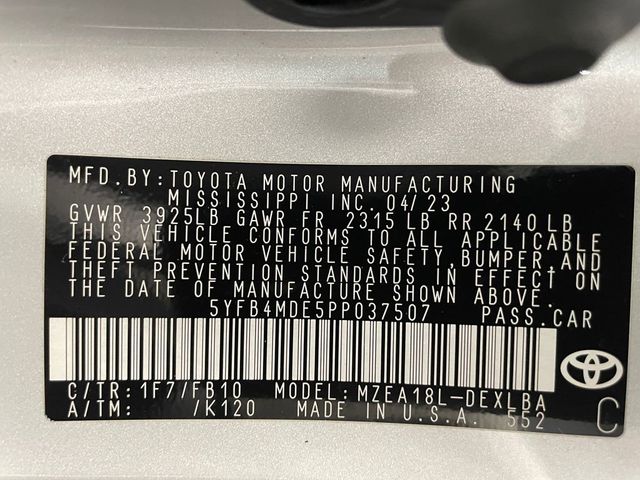 MFD.BY:TOYOTA MOTOR MANUFACTURING
MISSISSIPPI INC. 04/23
GVWR 3925LB GAWR FR 2315 LB RR 2140 LB
THIS VEHICLE CONFORMS TO ALL APPLICABLE
FEDERAL MOTOR VEHICLE SAFETY,BUMPER,AND
THEFT PREVENTION STANDARDS IN EFFECT ON
THE DATE OF MANUFACTURE SHOWN ABOVE.
5YFB4MDE5PP037507 PASS.CAR
C/TR: 1F7/FB10 MODEL: MZEA18L-DEXLBA
A/TM: /K120 MADE IN U.S.A. 552
C